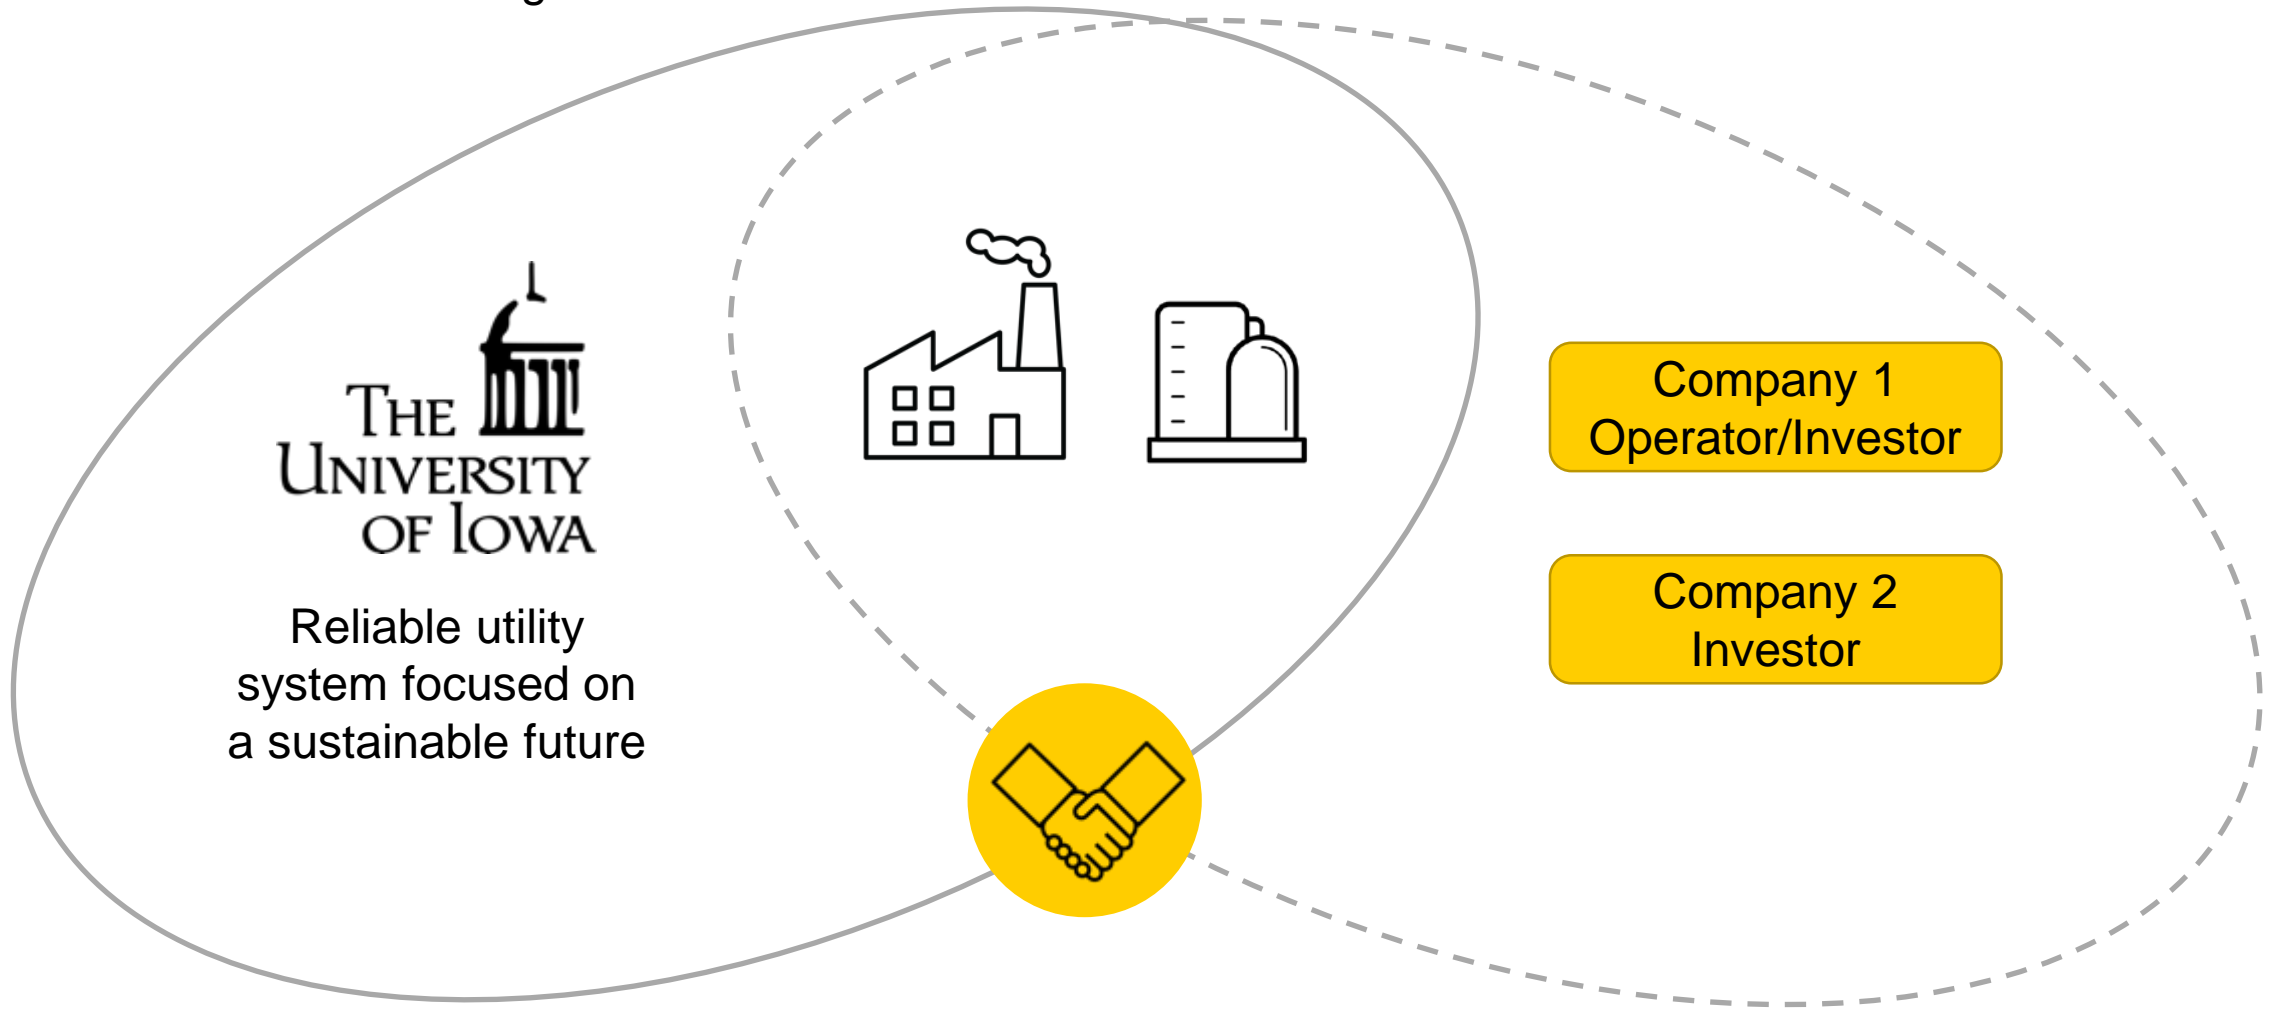 THE
UNIVERSITY
OF IOWA
Reliable utility
system focused on
a sustainable future
Company 1
Operator/Investor
Company 2
Investor